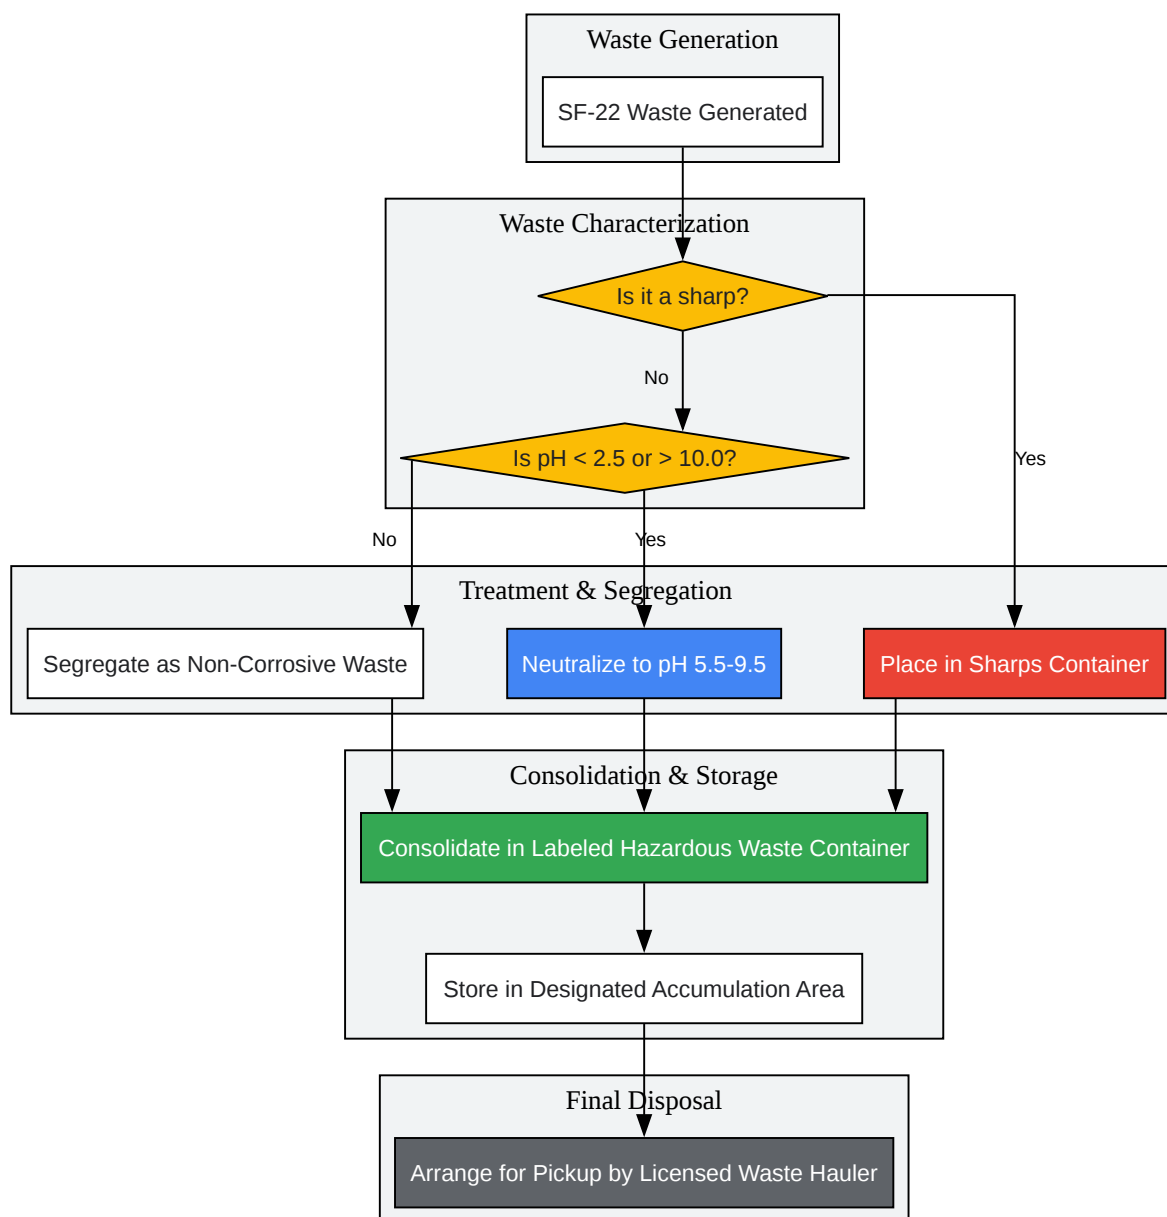 Waste Generation
SF-22 Waste Generated
Waste Characterization
Is it a sharp?
No
Is pH < 2.5 or > 10.0?
Yes
No
Yes
Treatment & Segregation
Segregate as Non-Corrosive Waste
Neutralize to pH 5.5-9.5
Place in Sharps Container
Consolidation & Storage
Consolidate in Labeled Hazardous Waste Container
Store in Designated Accumulation Area
Final Disposal
Arrange for Pickup by Licensed Waste Hauler